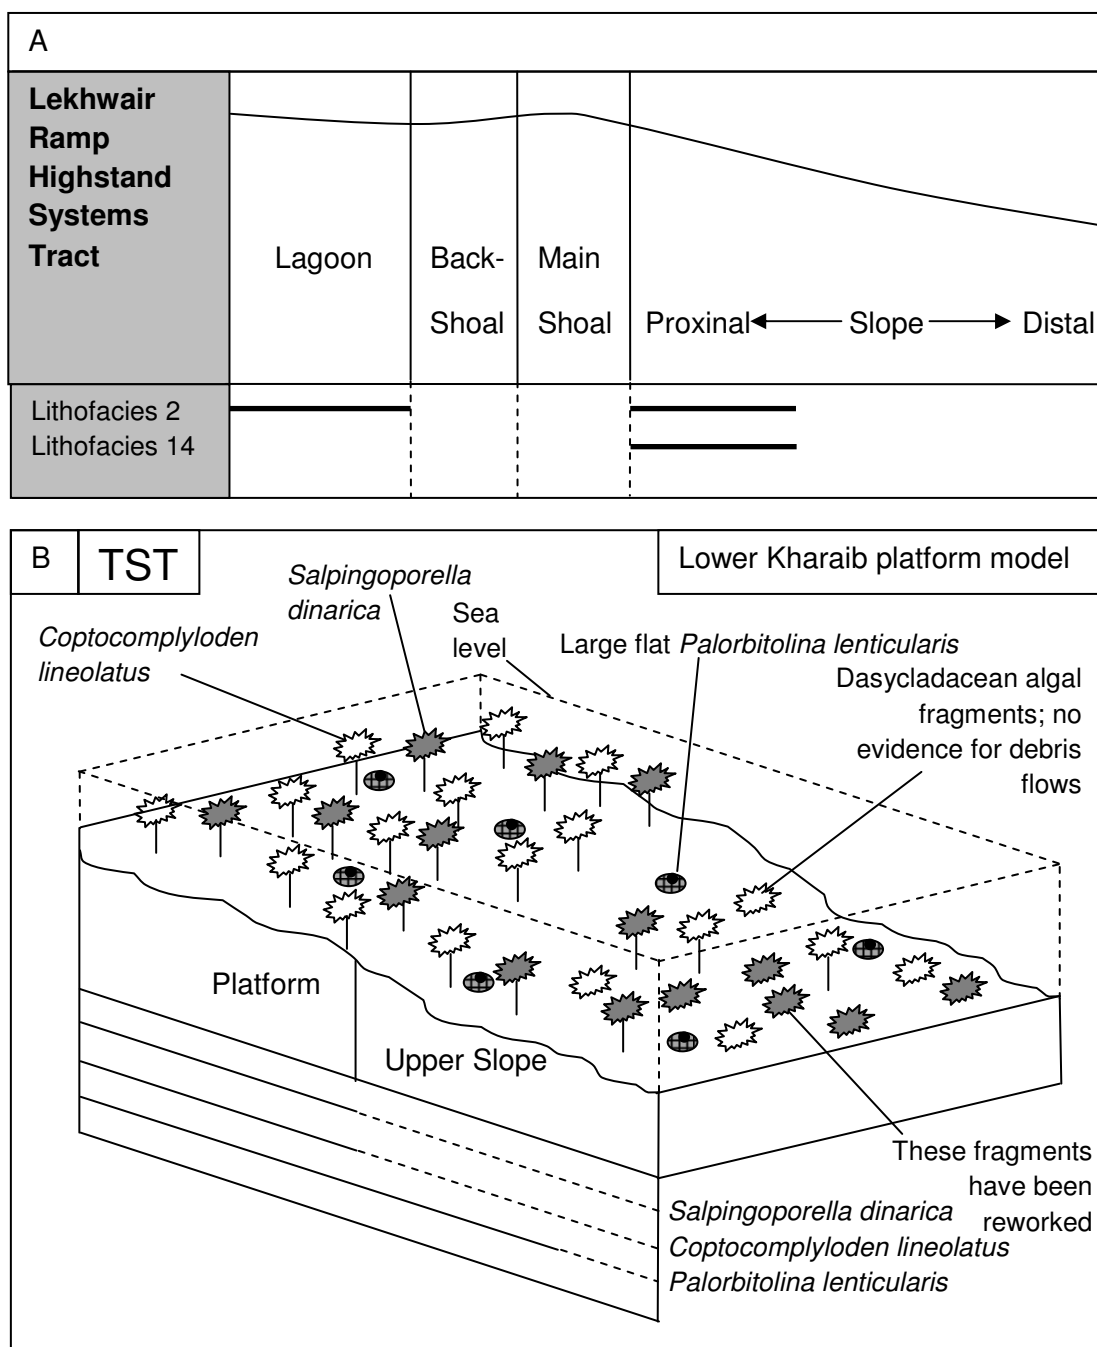 A
Lekhwair
Ramp
Highstand
Systems
Tract
Lagoon
Back-
Shoal
Main
Shoal
Proxinal
Slope
Distal
Lithofacies 2
Lithofacies 14
B
TST
Lower Kharaib platform model
Salpingoporella
dinarica
Sea
level
Coptocomplyloden
lineolatus
Large flat Palorbitolina lenticularis
Dasycladacean algal
fragments; no
evidence for debris
flows
Platform
Upper Slope
These fragments
have been
reworked
Salpingoporella dinarica
Coptocomplyloden lineolatus
Palorbitolina lenticularis